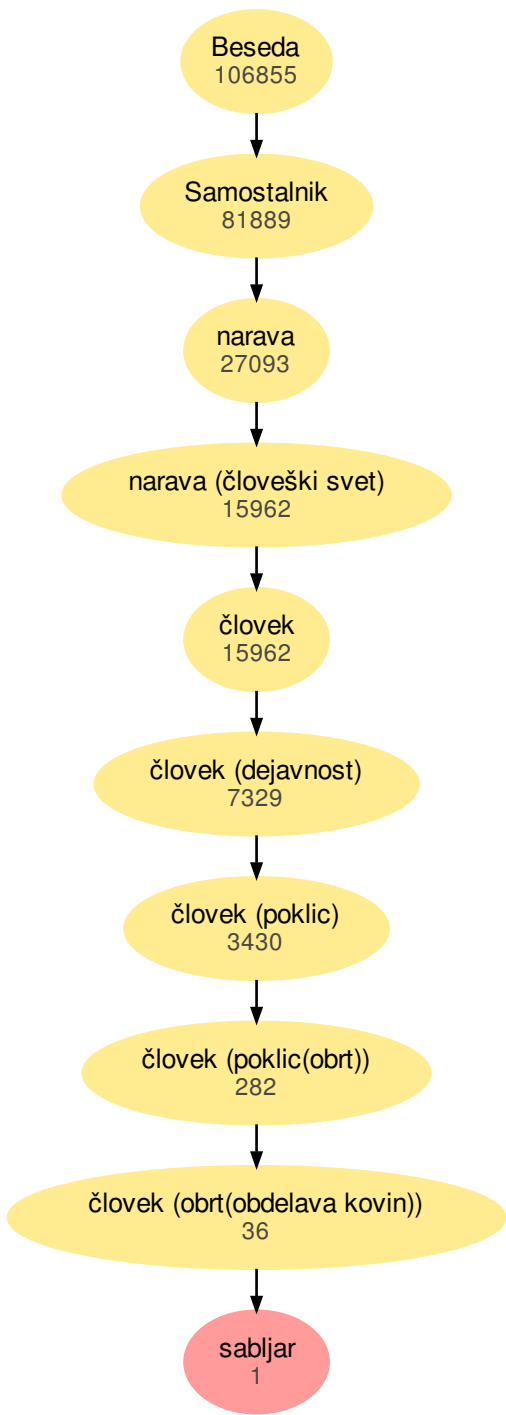 Beseda
106855
Samostalnik
81889
narava
27093
narava (človeški svet)
15962
človek
15962
človek (dejavnost)
7329
človek (poklic)
3430
človek (poklic(obrt))
282
človek (obrt(obdelava kovin))
36
sabljar
1